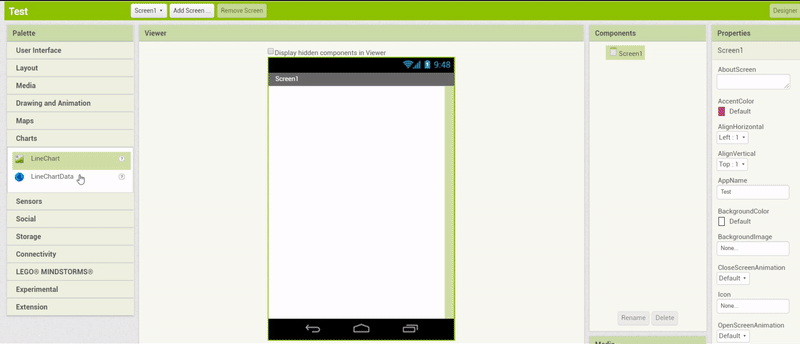 Test
Screen1
Add Screen ...
Remove Screen
Designer
Palette
User Interface
Layout
Media
Drawing and Animation
Maps
Charts
LineChart
?
LineChartData
?
Sensors
Social
Storage
Connectivity
LEGO® MINDSTORMS®
Experimental
Extension
Viewer
Display hidden components in Viewer
9:48
Screen1
Components
Screen1
Rename
Delete
Media
Properties
Screen1
AboutScreen
AccentColor
Default
AlignHorizontal
Left : 1
AlignVertical
Top : 1
AppName
Test
BackgroundColor
Default
BackgroundImage
None...
CloseScreenAnimation
Default
Icon
None...
OpenScreenAnimation
Default